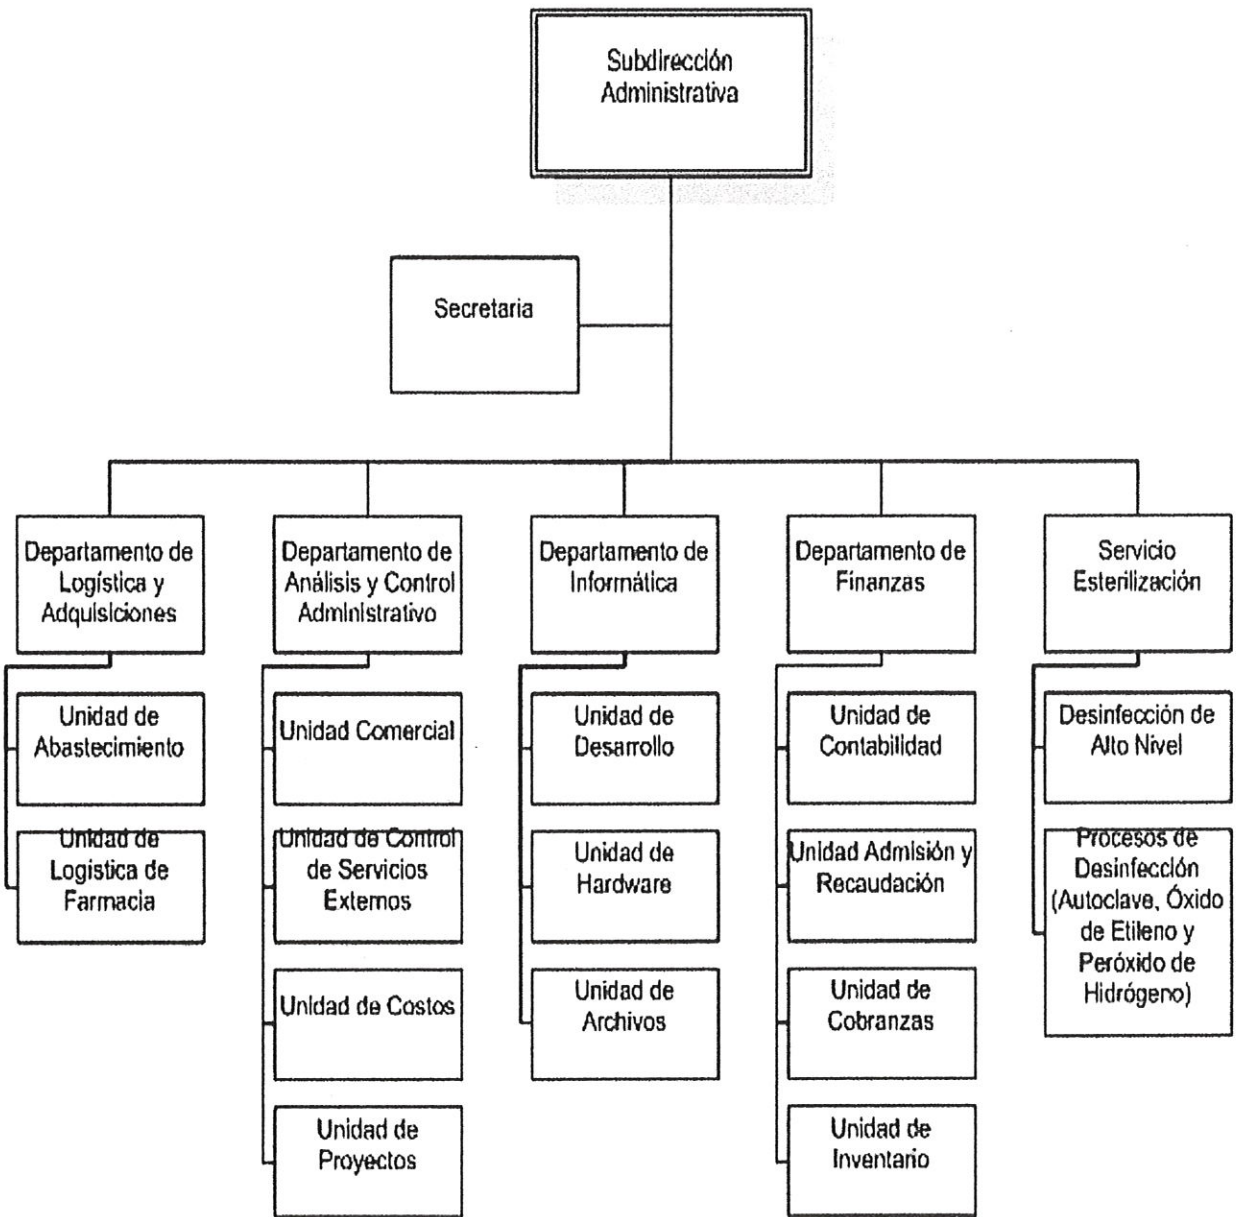 Subdirección
Administrativa
Secretaria
Departamento de
Logística y
Adquisiciones
Departamento de
Análisis y Control
Administrativo
Departamento de
Informática
Departamento de
Finanzas
Servicio
Esterilización
Unidad de
Abastecimiento
Unidad Comercial
Unidad de
Desarrollo
Unidad de
Contabilidad
Desinfección de
Alto Nivel
Unidad de
Logística de
Farmacia
Unidad de Control
de Servicios
Externos
Unidad de
Hardware
Unidad Admisión y
Recaudación
Procesos de
Desinfección
(Autoclave, Óxido
de Etileno y
Peróxido de
Hidrógeno)
Unidad de Costos
Unidad de
Archivos
Unidad de
Cobranzas
Unidad de
Proyectos
Unidad de
Inventario